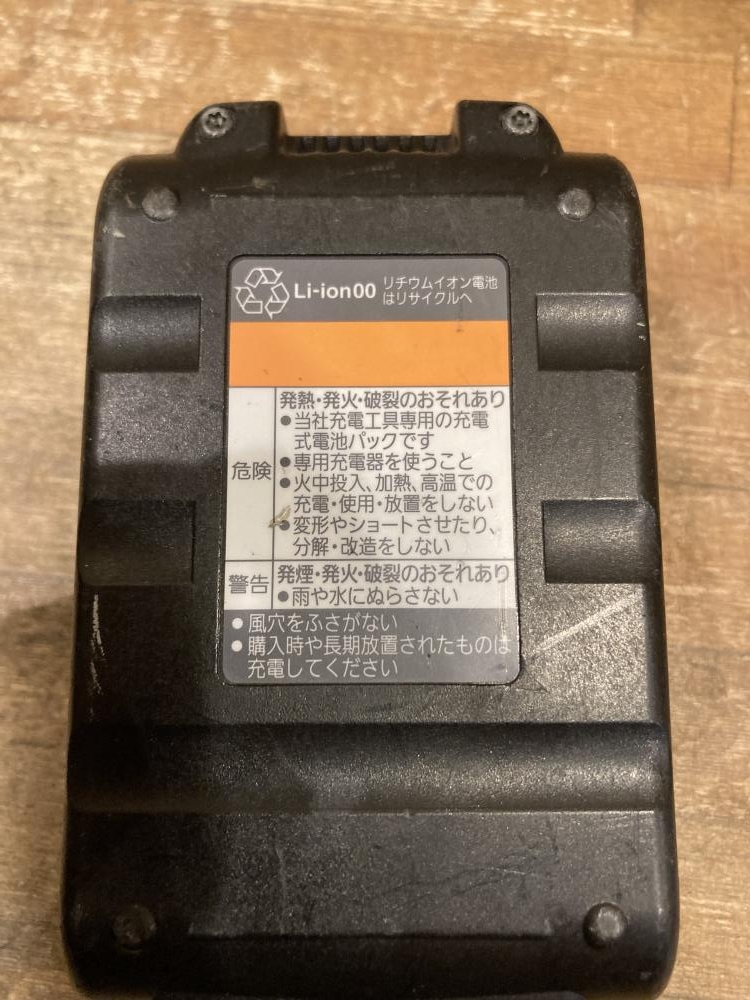 Li-ion00 リチウムイオン電池
はリサイクルへ
危険
発熱・発火・破裂のおそれあり
●当社充電工具専用の充電
式電池パックです
●専用充電器を使うこと
●火中投入、加熱、高温での
充電・使用・放置をしない
●変形やショートさせたり、
分解・改造をしない
警告
発煙・発火・破裂のおそれあり
●雨や水にぬらさない
●風穴をふさがない
●購入時や長期放置されたものは
充電してください